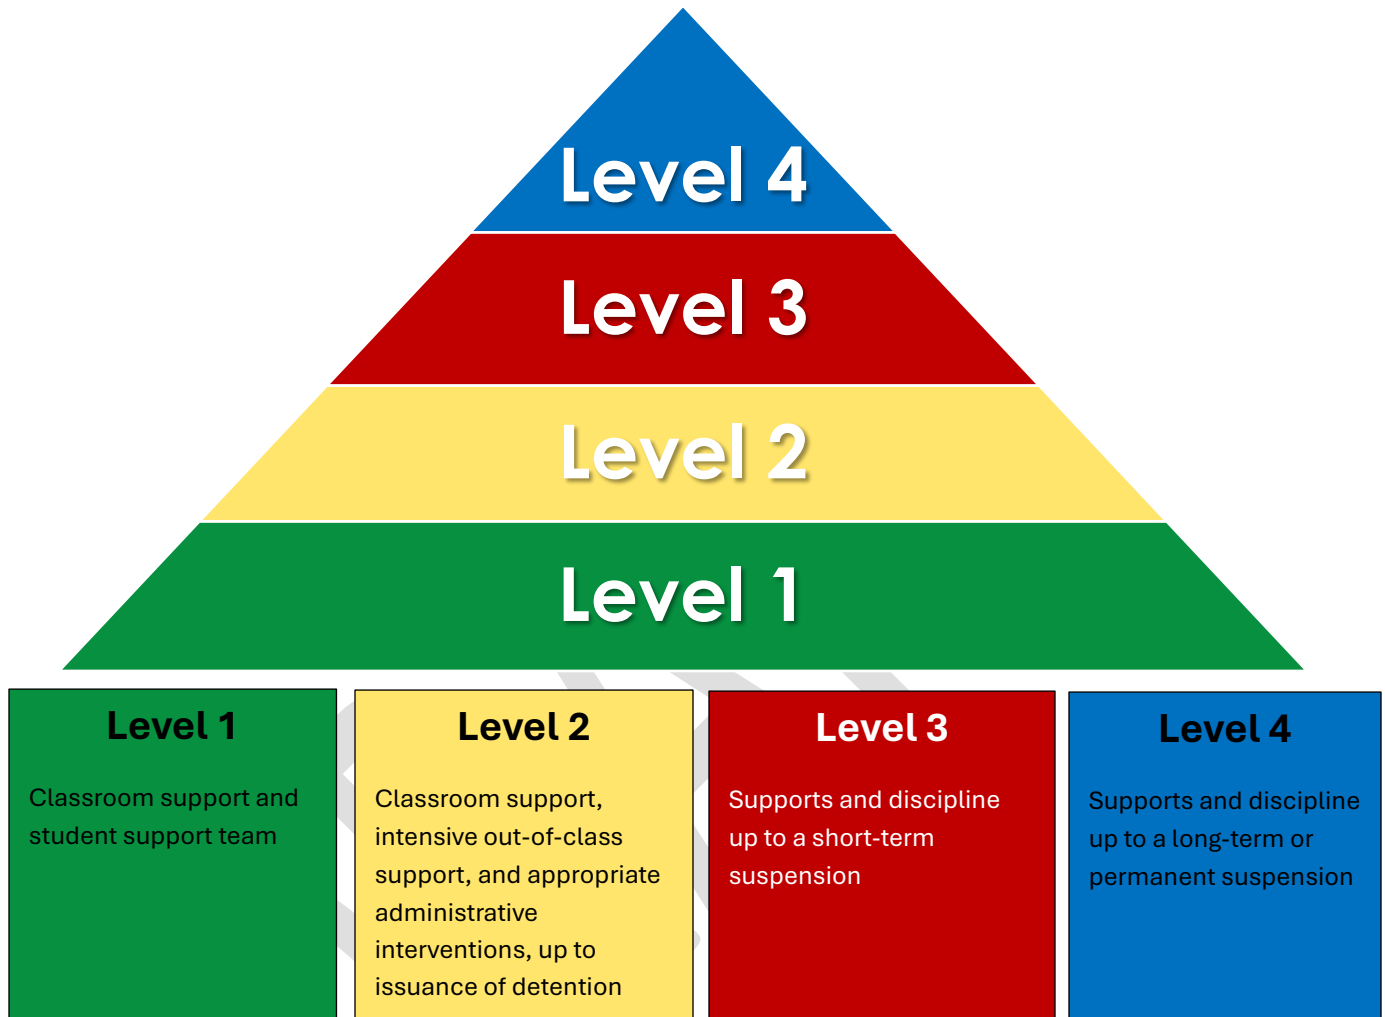 Level 4
Level 3
Level 2
Level 1
Level 1
Classroom support and
student support team
Level 2
Classroom support,
intensive out-of-class
support, and appropriate
administrative
interventions, up to
issuance of detention
Level 3
Supports and discipline
up to a short-term
suspension
Level 4
Supports and discipline
up to a long-term or
permanent suspension